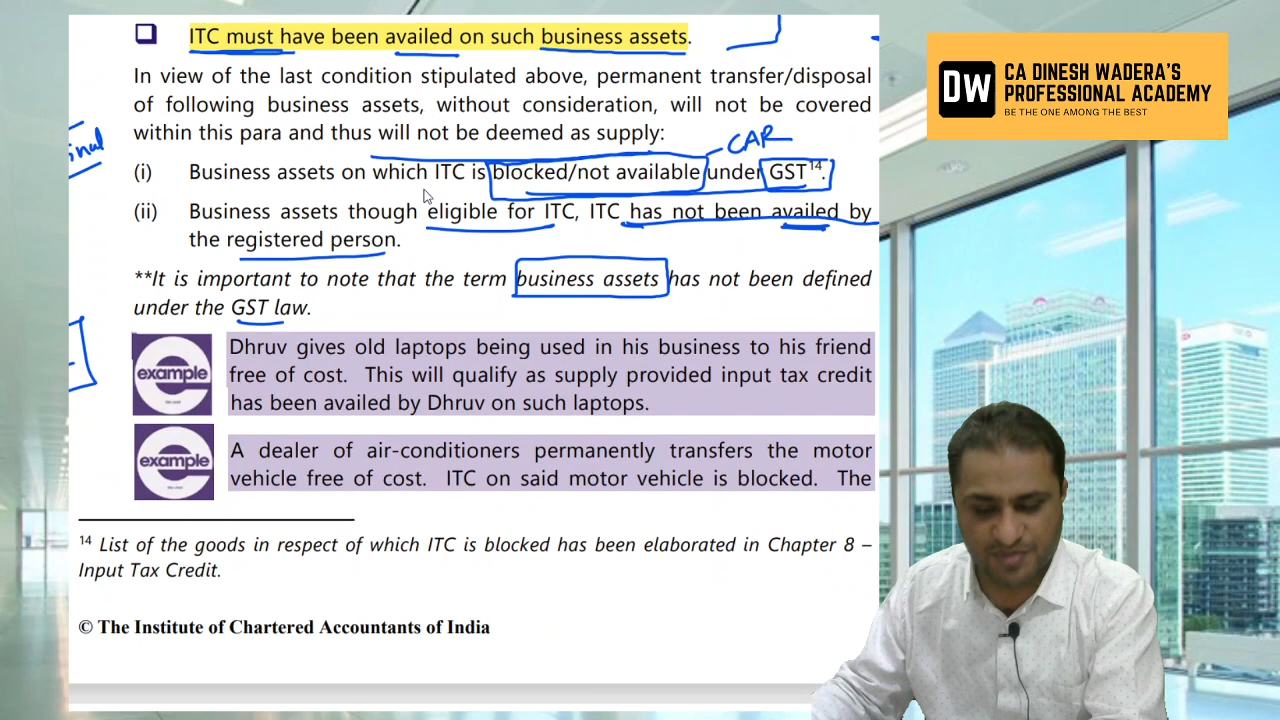 ITC must have been availed on such business assets.
In view of the last condition stipulated above, permanent transfer/disposal
of following business assets, without consideration, will not be covered
within this para and thus will not be deemed as supply:
inal
CAR
(i) Business assets on which ITC is blocked/not available under GST14.
(ii) Business assets though eligible for ITC, ITC has not been availed by
the registered person.
**It is important to note that the term business assets has not been defined
under the GST law.
example
Dhruv gives old laptops being used in his business to his friend
free of cost. This will qualify as supply provided input tax credit
has been availed by Dhruv on such laptops.
example
A dealer of air-conditioners permanently transfers the motor
vehicle free of cost. ITC on said motor vehicle is blocked. The
14 List of the goods in respect of which ITC is blocked has been elaborated in Chapter 8 –
Input Tax Credit.
© The Institute of Chartered Accountants of India
DW
CA DINESH WADERA'S
PROFESSIONAL ACADEMY
BE THE ONE AMONG THE BEST